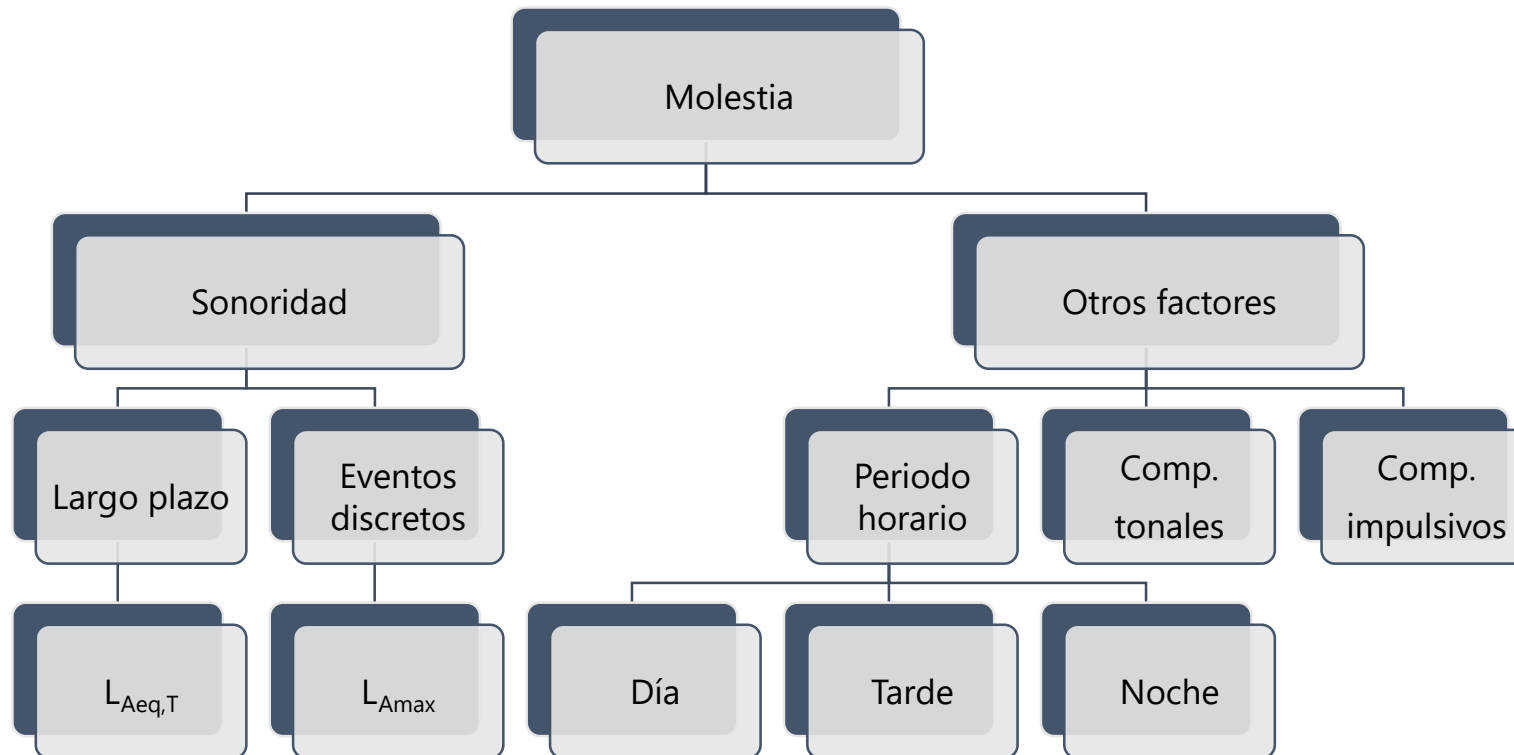 Molestia
Sonoridad
Otros factores
Largo plazo
Eventos
discretos
Periodo
horario
Comp.
tonales
Comp.
impulsivos
LAeq,T
LAmax
Día
Tarde
Noche